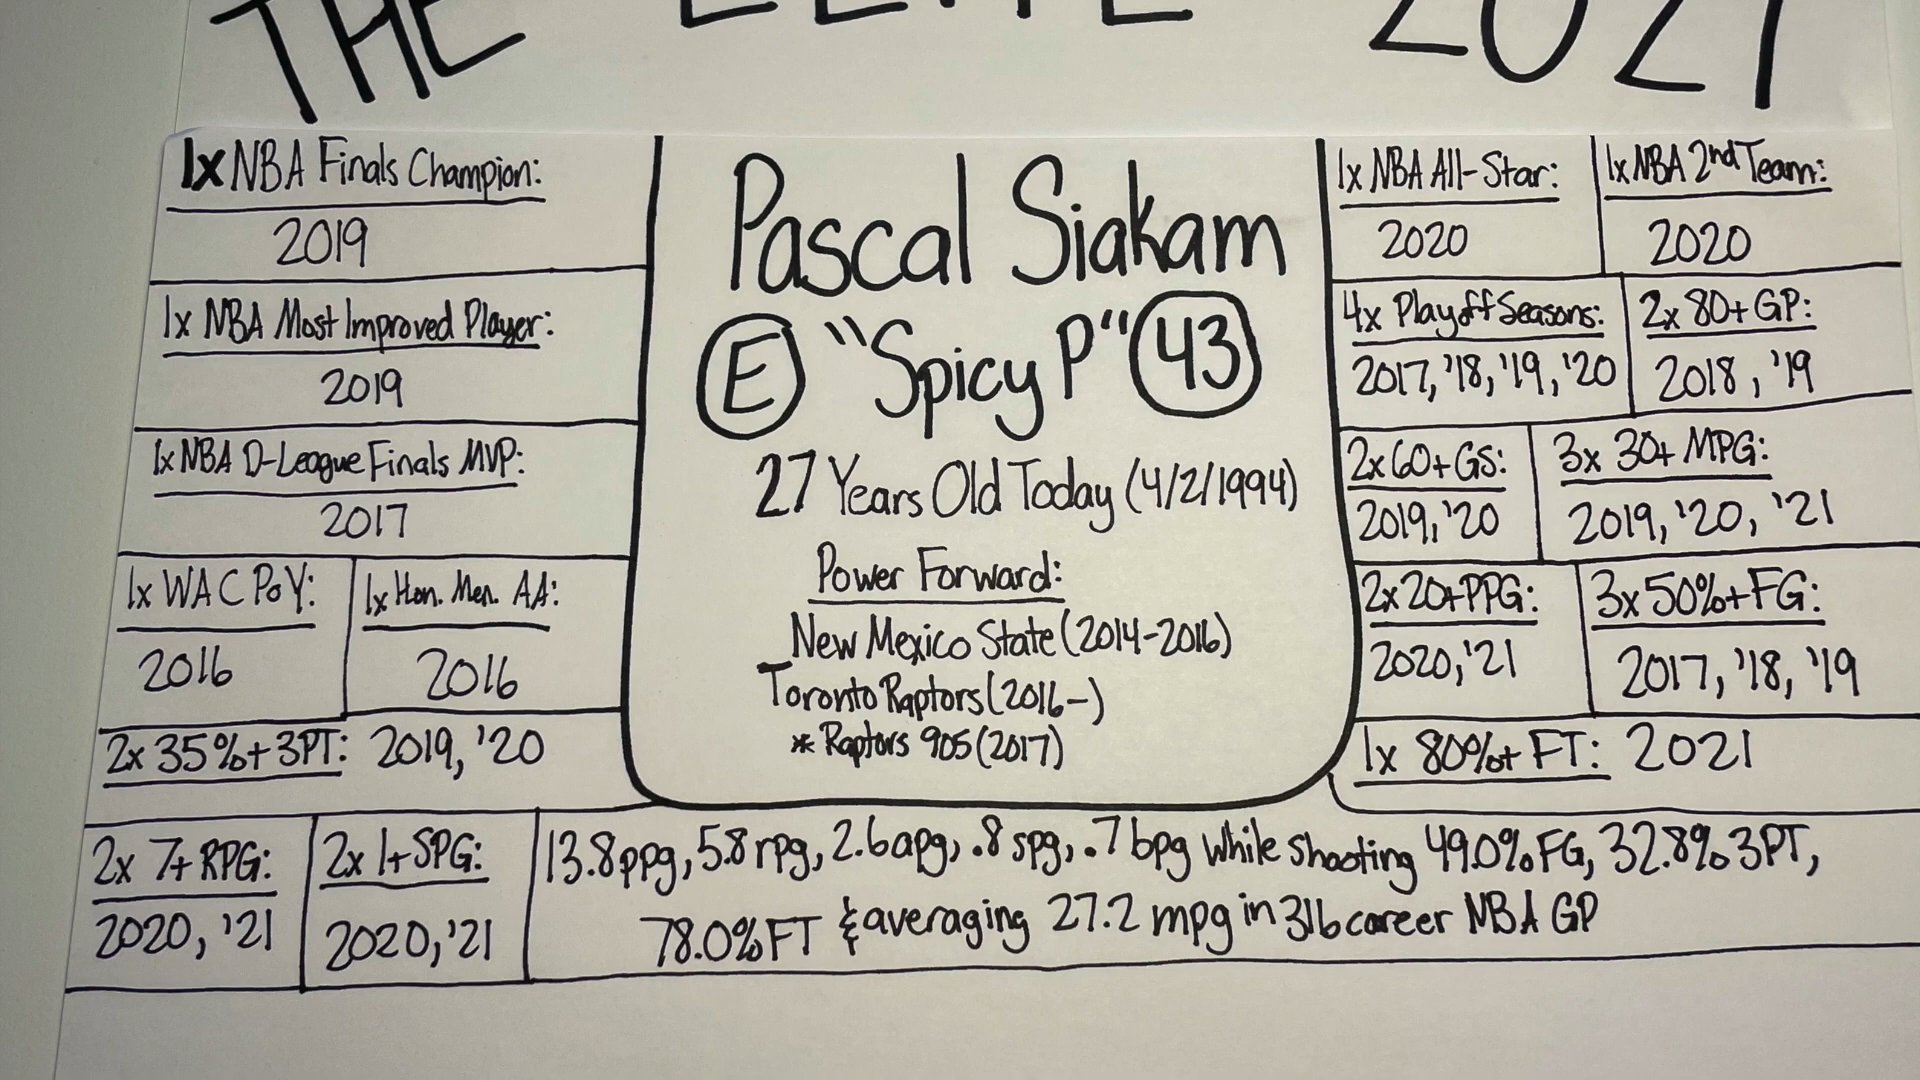 THE ELITE 2021
1x NBA Finals Champion:
2019
1x NBA Most Improved Player:
2019
1x NBA D-League Finals MVP:
2017
1x WAC PoY:
2016
1x Hon. Men. AA:
2016
2x 35%+ 3PT: 2019, '20
Pascal Siakam
E "Spicy P" 43
27 Years Old Today (4/2/1994)
Power Forward:
New Mexico State (2014-2016)
Toronto Raptors (2016-)
* Raptors 905 (2017)
1x NBA All-Star:
2020
1x NBA 2nd Team:
2020
4x Playoff Seasons:
2017, '18, '19, '20
2x 80+ GP:
2018, '19
2x 60+ GS:
2019, '20
3x 30+ MPG:
2019, '20, '21
2x 20+ PPG:
2020, '21
3x 50%+ FG:
2017, '18, '19
1x 80%+ FT: 2021
2x 7+ RPG:
2020, '21
2x 1+ SPG:
2020, '21
13.8 ppg, 5.8 rpg, 2.6 apg, .8 spg, .7 bpg while shooting 49.0% FG, 32.8% 3PT,
78.0% FT & averaging 27.2 mpg in 316 career NBA GP